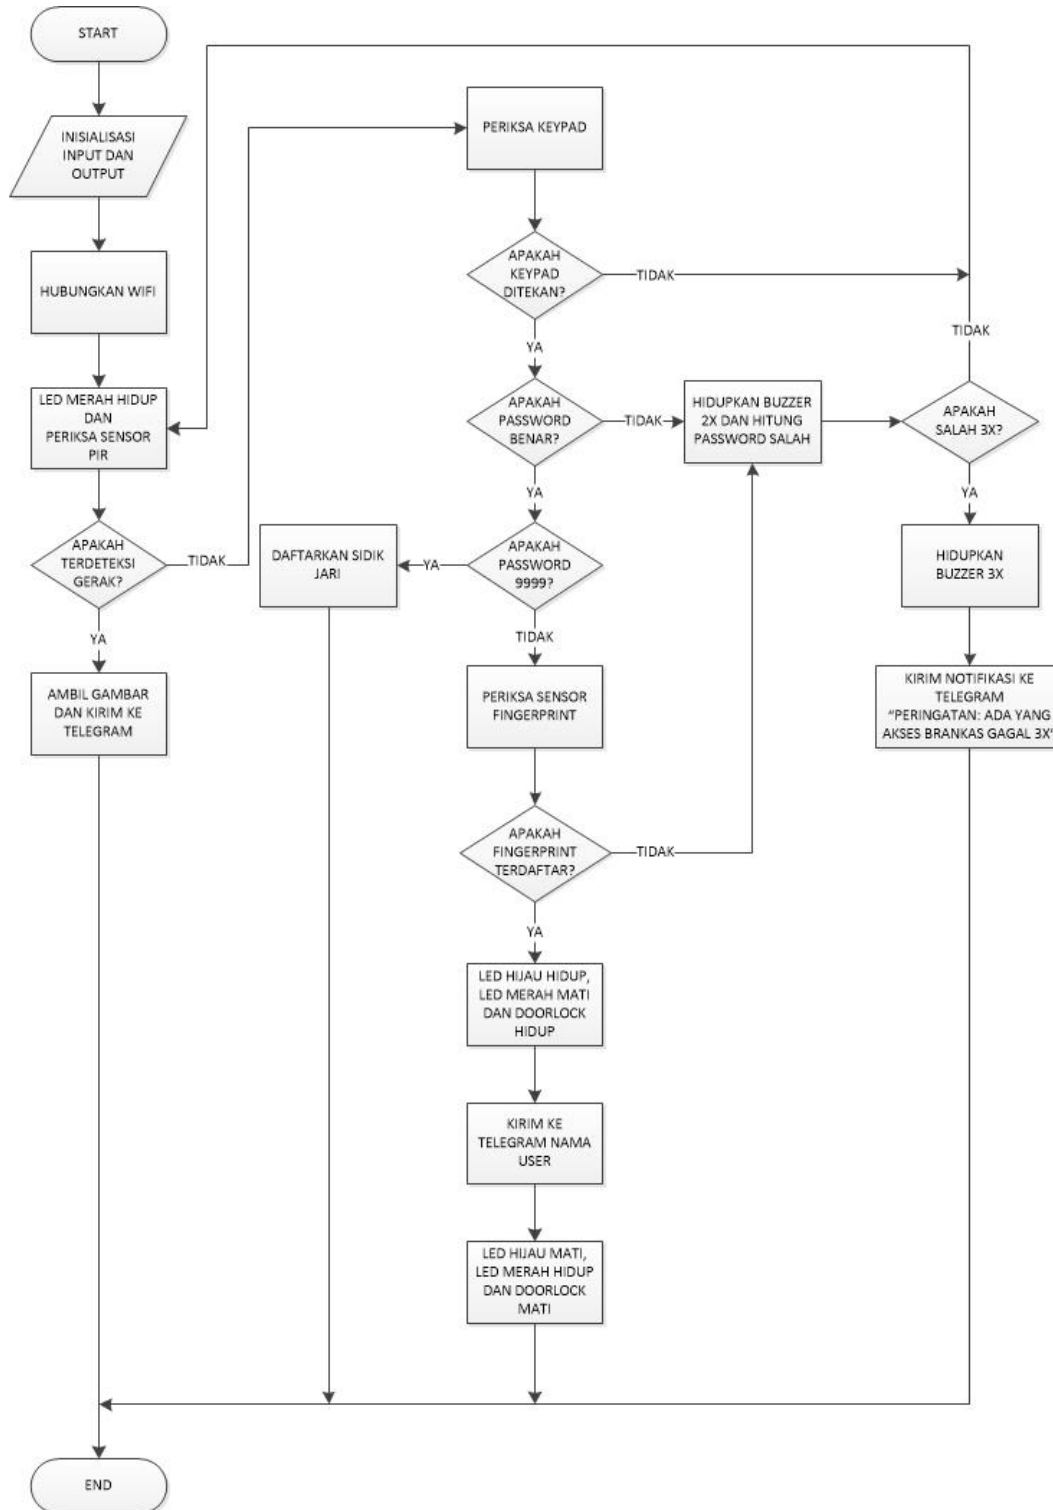 START
INISIALISASI
INPUT DAN
OUTPUT
HUBUNGKAN WIFI
LED MERAH HIDUP
DAN
PERIKSA SENSOR
PIR
APAKAH
TERDETEKSI
GERAK?
TIDAK
YA
AMBIL GAMBAR
DAN KIRIM KE
TELEGRAM
END
PERIKSA KEYPAD
APAKAH
KEYPAD
DITEKAN?
TIDAK
YA
APAKAH
PASSWORD
BENAR?
TIDAK
YA
APAKAH
PASSWORD
9999?
YA
DAFTARKAN SIDIK
JARI
TIDAK
PERIKSA SENSOR
FINGERPRINT
APAKAH
FINGERPRINT
TERDAFTAR?
TIDAK
YA
LED HIJAU HIDUP,
LED MERAH MATI
DAN DOORLOCK
HIDUP
KIRIM KE
TELEGRAM NAMA
USER
LED HIJAU MATI,
LED MERAH HIDUP
DAN DOORLOCK
MATI
HIDUPKAN BUZZER
2X DAN HITUNG
PASSWORD SALAH
APAKAH
SALAH 3X?
TIDAK
YA
HIDUPKAN
BUZZER 3X
KIRIM NOTIFIKASI KE
TELEGRAM
“PERINGATAN: ADA YANG
AKSES BRANKAS GAGAL 3X”